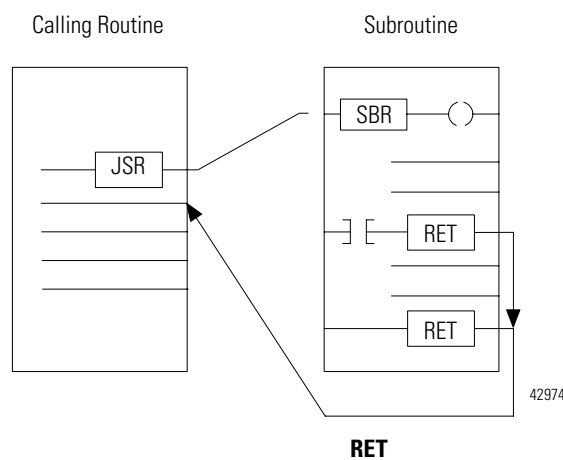 Calling Routine
Subroutine
SBR
JSR
RET
RET
42974
RET